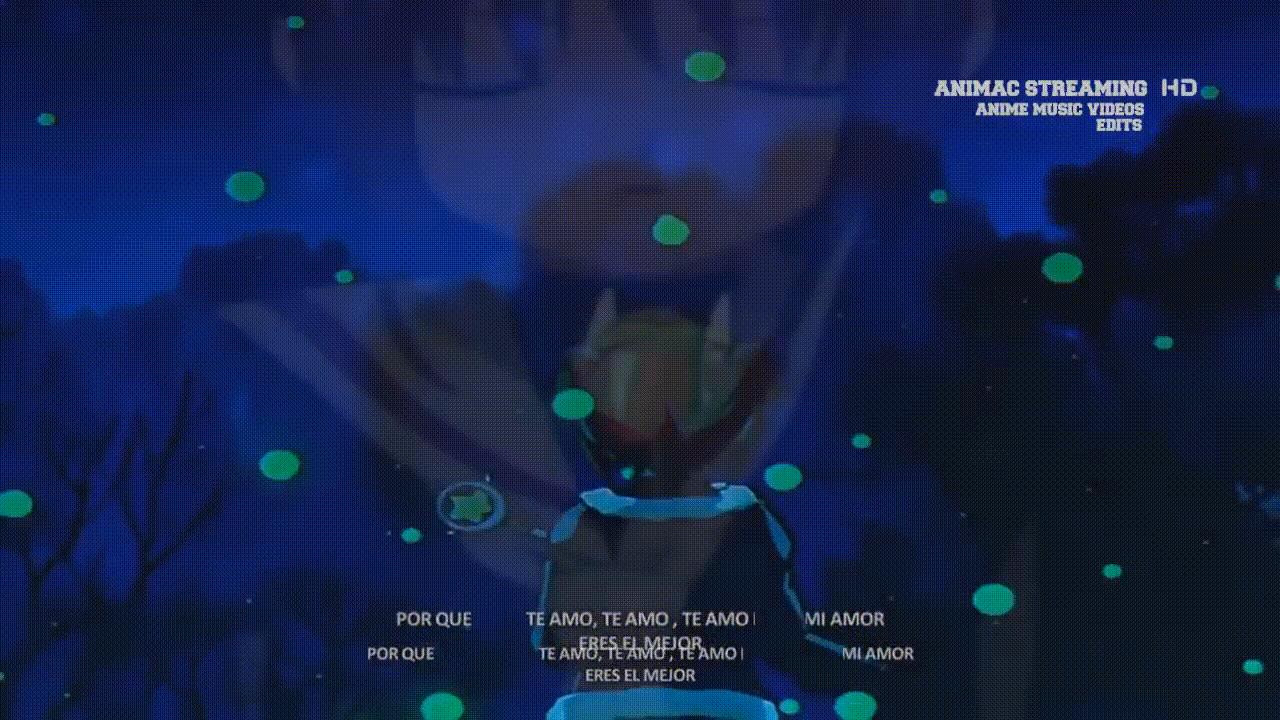 ANIMAC STREAMING HD
ANIME MUSIC VIDEOS
EDITS
POR QUE TE AMO, TE AMO , TE AMO MI AMOR
ERES EL MEJOR
POR QUE TE AMO, TE AMO , TE AMO MI AMOR
ERES EL MEJOR